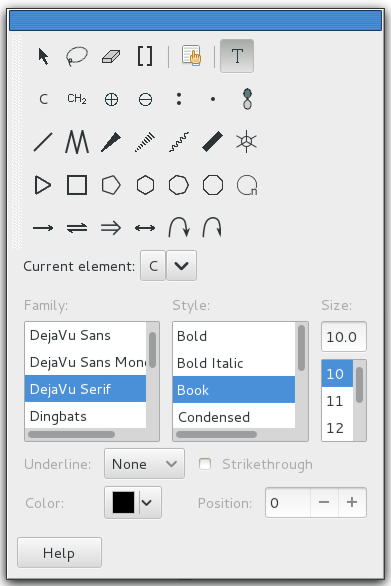 T
C CH2
n
Current element: C
Family: Style: Size:
DejaVu Sans Bold 10.0
DejaVu Sans Mono Bold Italic 10
DejaVu Serif Book 11
Dingbats Condensed 12
Underline: None Strikethrough
Color: Position: 0 − +
Help